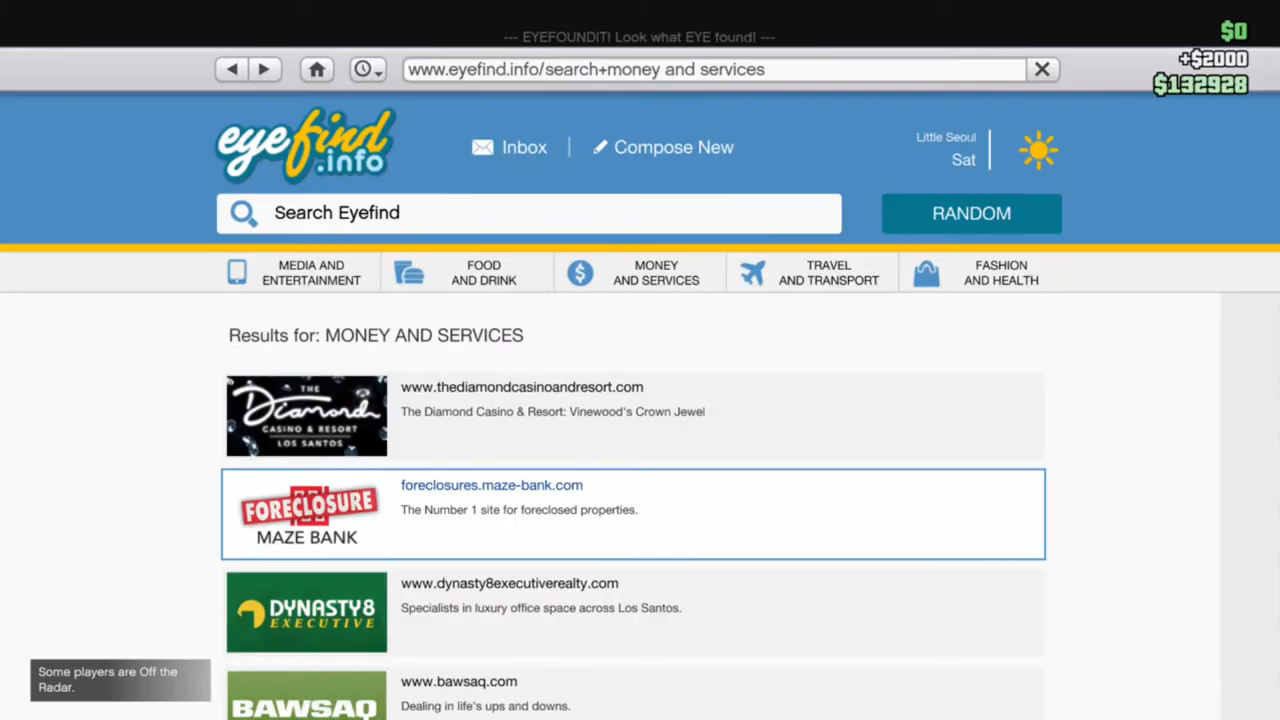 --- EYEFOUNDIT! Look what EYE found! ---
$0
+$2000
$132928
www.eyefind.info/search+money and services
eyefind
.info
Inbox
Compose New
Little Seoul
Sat
Search Eyefind
RANDOM
MEDIA AND
ENTERTAINMENT
FOOD
AND DRINK
MONEY
AND SERVICES
TRAVEL
AND TRANSPORT
FASHION
AND HEALTH
Results for: MONEY AND SERVICES
THE
Diamond
CASINO & RESORT
LOS SANTOS
www.thediamondcasinoandresort.com
The Diamond Casino & Resort: Vinewood's Crown Jewel
FORECLOSURE
MAZE BANK
foreclosures.maze-bank.com
The Number 1 site for foreclosed properties.
DYNASTY8
EXECUTIVE
www.dynasty8executiverealty.com
Specialists in luxury office space across Los Santos.
Some players are Off the
Radar.
BAWSAQ
www.bawsaq.com
Dealing in life's ups and downs.